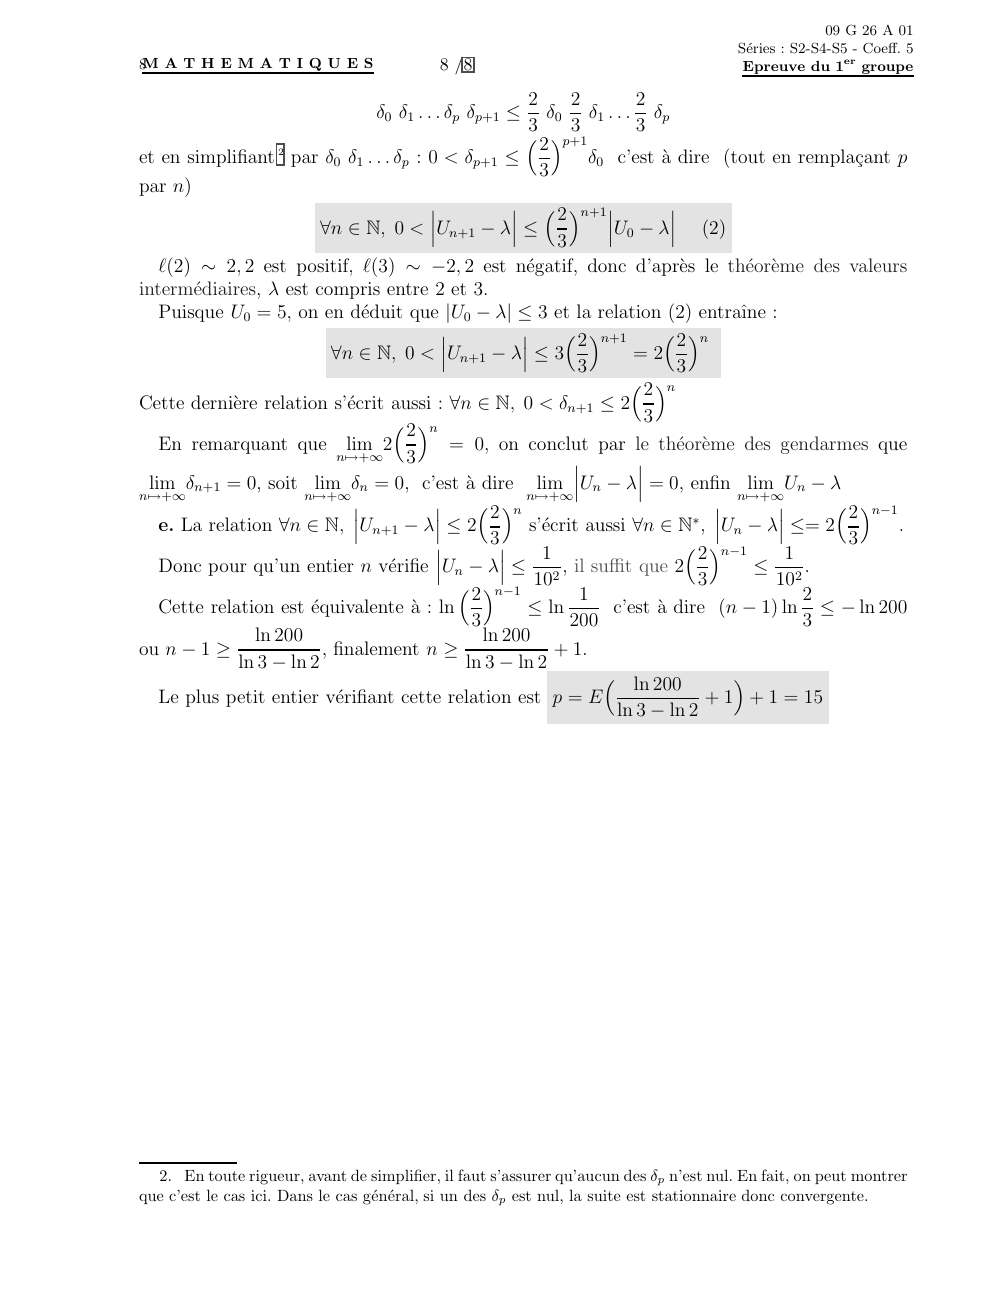 09 G 26 A 01
Séries : S2-S4-S5 - Coeff. 5
8 M A T H E M A T I Q U E S 8 /8 Epreuve du 1er groupe
δ₀ δ₁ … δₚ δₚ₊₁ ≤ 2/3 δ₀ 2/3 δ₁ … 2/3 δₚ
et en simplifiant² par δ₀ δ₁ … δₚ : 0 < δₚ₊₁ ≤ (2/3)^{p+1} δ₀ c'est à dire (tout en remplaçant p
par n)
∀n ∈ ℕ, 0 < |Uₙ₊₁ − λ| ≤ (2/3)^{n+1} |U₀ − λ| (2)
ℓ(2) ∼ 2, 2 est positif, ℓ(3) ∼ −2, 2 est négatif, donc d'après le théorème des valeurs
intermédiaires, λ est compris entre 2 et 3.
Puisque U₀ = 5, on en déduit que |U₀ − λ| ≤ 3 et la relation (2) entraîne :
∀n ∈ ℕ, 0 < |Uₙ₊₁ − λ| ≤ 3(2/3)^{n+1} = 2(2/3)^n
Cette dernière relation s'écrit aussi : ∀n ∈ ℕ, 0 < δₙ₊₁ ≤ 2(2/3)^n
En remarquant que lim_{n↦+∞} 2(2/3)^n = 0, on conclut par le théorème des gendarmes que
lim_{n↦+∞} δₙ₊₁ = 0, soit lim_{n↦+∞} δₙ = 0, c'est à dire lim_{n↦+∞} |Uₙ − λ| = 0, enfin lim_{n↦+∞} Uₙ − λ
e. La relation ∀n ∈ ℕ, |Uₙ₊₁ − λ| ≤ 2(2/3)^n s'écrit aussi ∀n ∈ ℕ*, |Uₙ − λ| ≤= 2(2/3)^{n−1}.
Donc pour qu'un entier n vérifie |Uₙ − λ| ≤ 1/10², il suffit que 2(2/3)^{n−1} ≤ 1/10².
Cette relation est équivalente à : ln (2/3)^{n−1} ≤ ln 1/200 c'est à dire (n − 1) ln 2/3 ≤ − ln 200
ou n − 1 ≥ ln 200/(ln 3 − ln 2), finalement n ≥ ln 200/(ln 3 − ln 2) + 1.
Le plus petit entier vérifiant cette relation est p = E(ln 200/(ln 3 − ln 2) + 1) + 1 = 15
2. En toute rigueur, avant de simplifier, il faut s'assurer qu'aucun des δₚ n'est nul. En fait, on peut montrer
que c'est le cas ici. Dans le cas général, si un des δₚ est nul, la suite est stationnaire donc convergente.